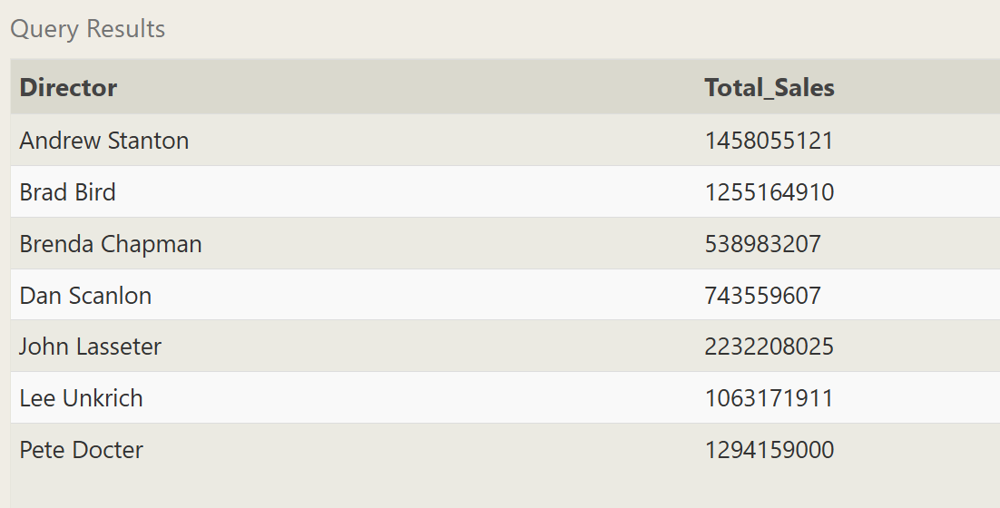 Query Results
Director Total_Sales
Andrew Stanton 1458055121
Brad Bird 1255164910
Brenda Chapman 538983207
Dan Scanlon 743559607
John Lasseter 2232208025
Lee Unkrich 1063171911
Pete Docter 1294159000